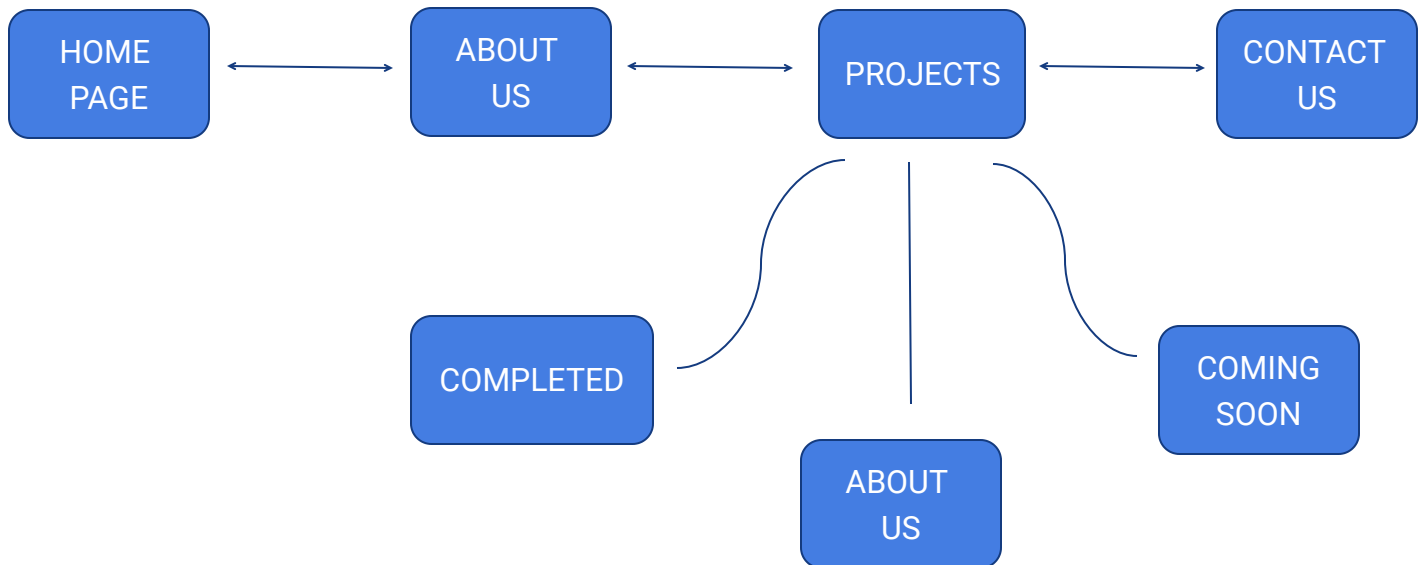 HOME
PAGE
ABOUT
US
PROJECTS
CONTACT
US
COMPLETED
COMING
SOON
ABOUT
US